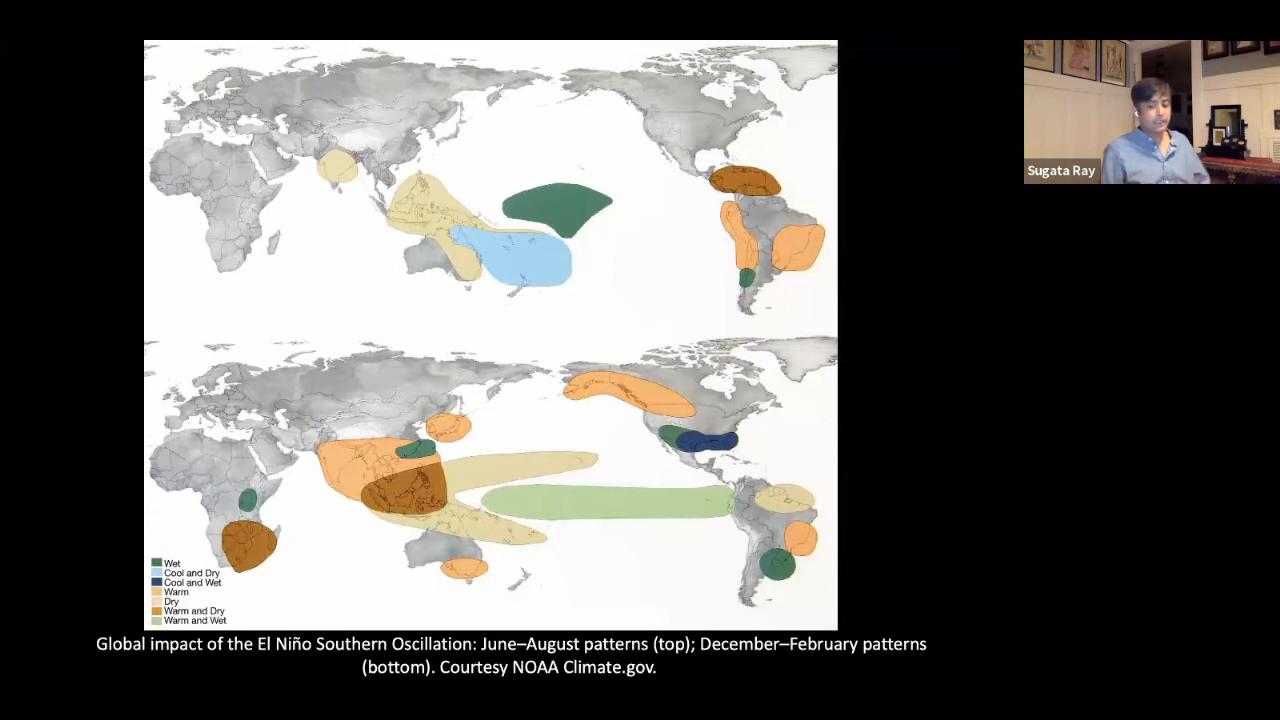 Sugata Ray
Wet
Cool and Dry
Cool and Wet
Warm
Dry
Warm and Dry
Warm and Wet
Global impact of the El Niño Southern Oscillation: June–August patterns (top); December–February patterns
(bottom). Courtesy NOAA Climate.gov.